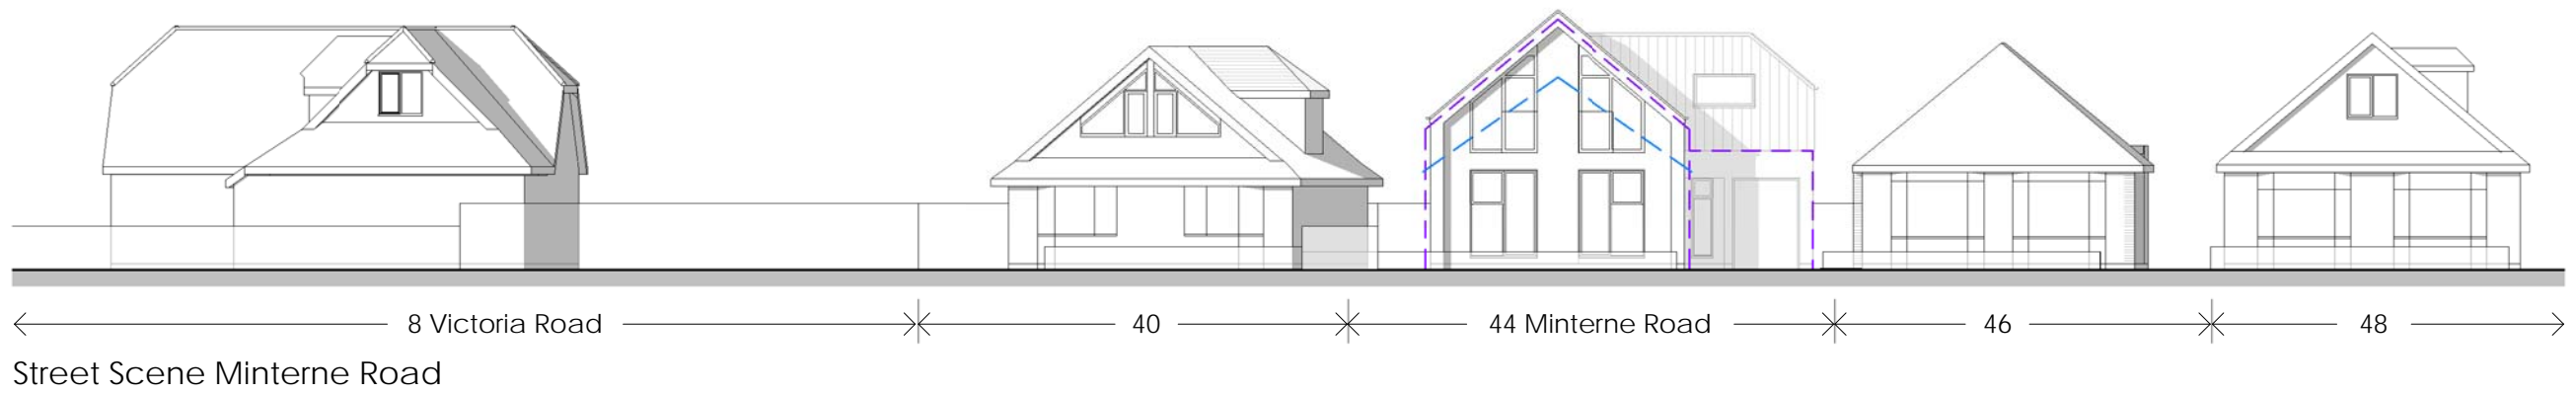 8 Victoria Road 40 44 Minterne Road 46 48
Street Scene Minterne Road